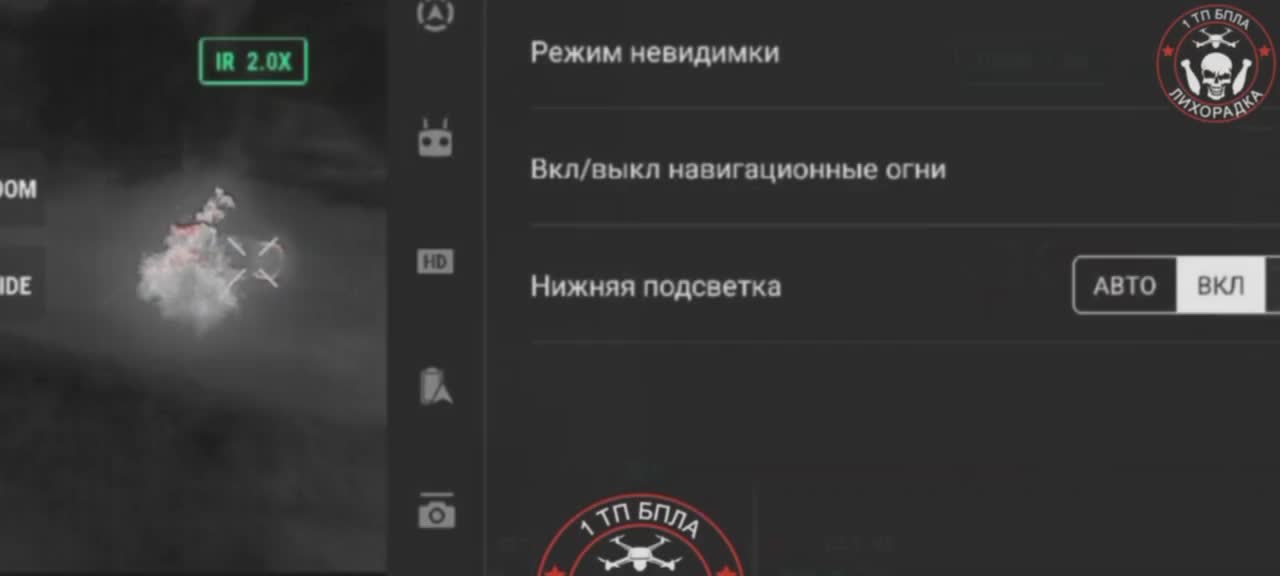 IR 2.0X
OOM
IDE
HD
Режим невидимки
Вкл/выкл навигационные огни
Нижняя подсветка
АВТО
ВКЛ
1 ТП БПЛА
ЛИХОРАДКА
1 ТП БПЛА